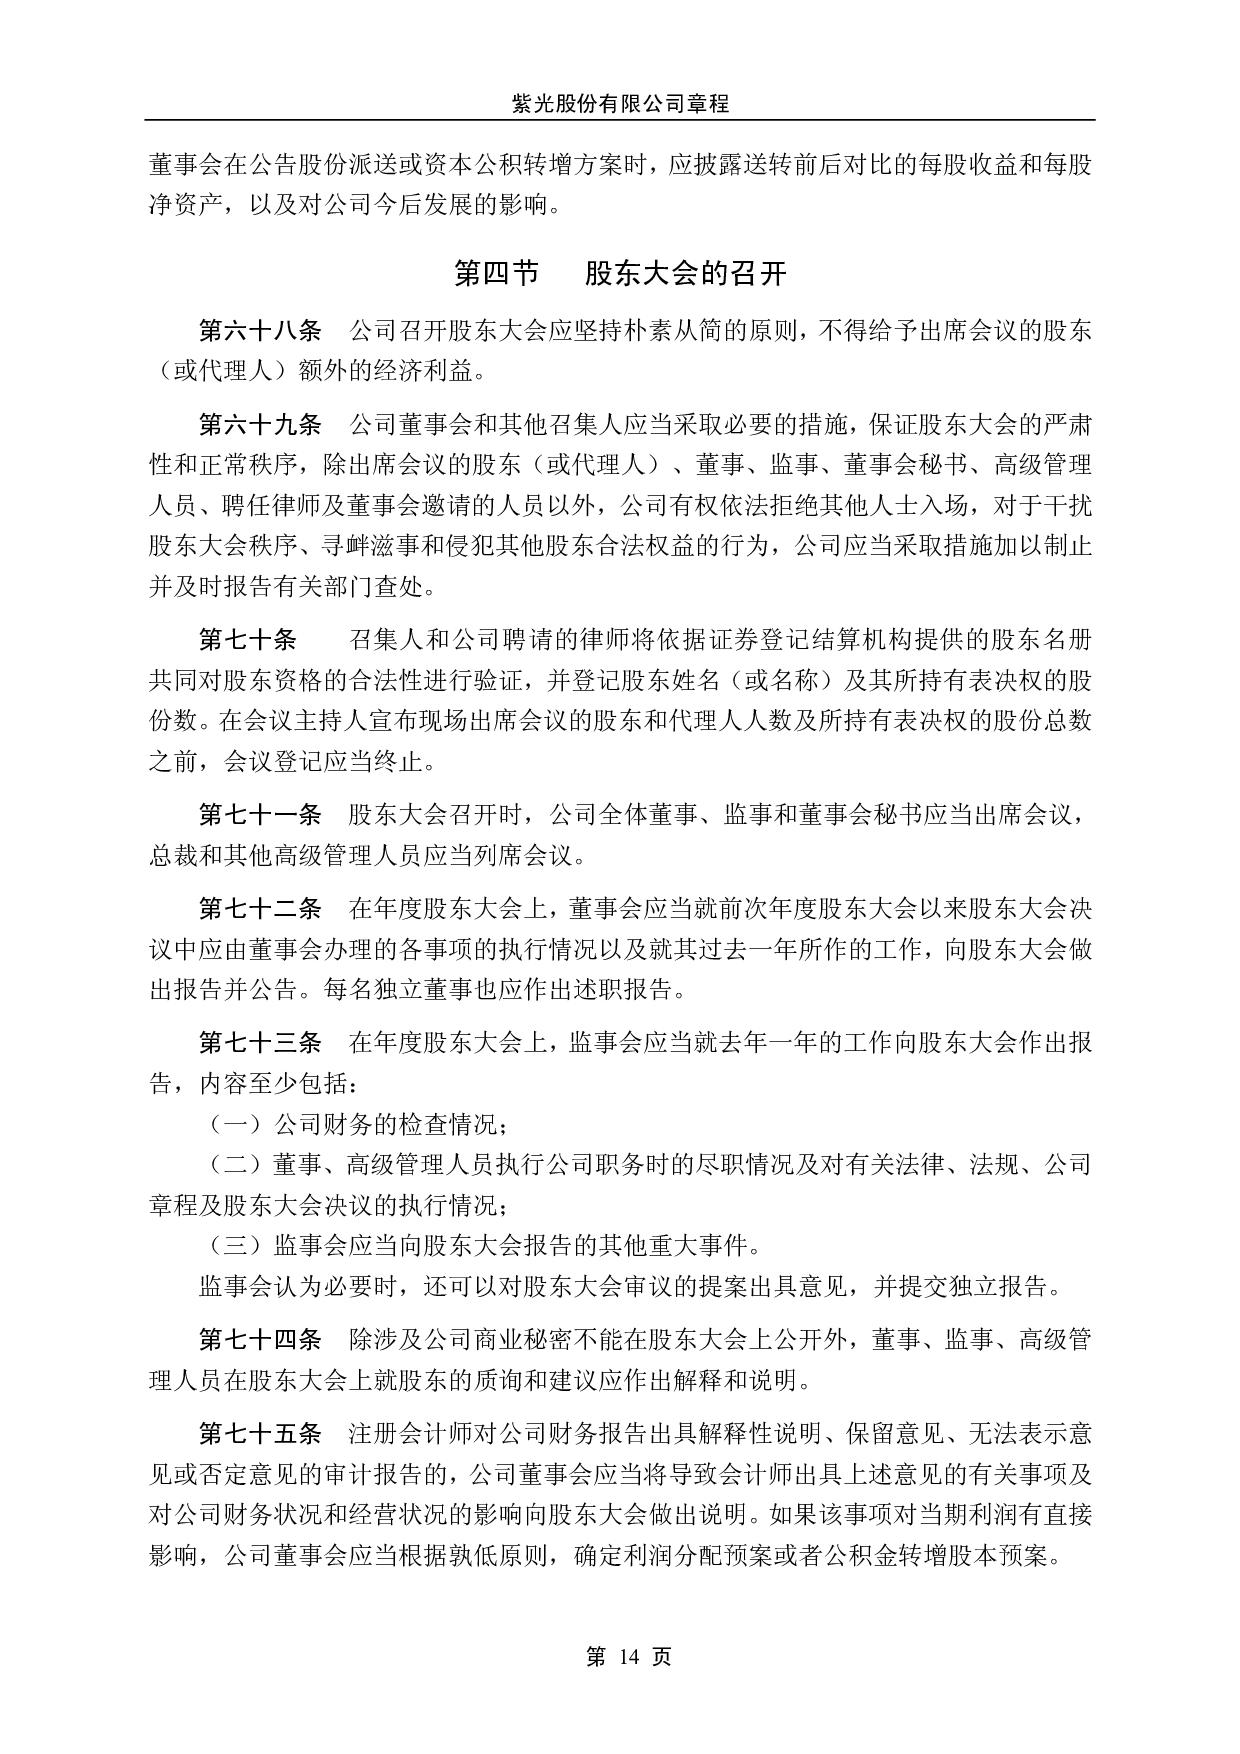 紫光股份有限公司章程
董事会在公告股份派送或资本公积转增方案时，应披露送转前后对比的每股收益和每股
净资产，以及对公司今后发展的影响。
第四节 股东大会的召开
第六十八条 公司召开股东大会应坚持朴素从简的原则，不得给予出席会议的股东
（或代理人）额外的经济利益。
第六十九条 公司董事会和其他召集人应当采取必要的措施，保证股东大会的严肃
性和正常秩序，除出席会议的股东（或代理人）、董事、监事、董事会秘书、高级管理
人员、聘任律师及董事会邀请的人员以外，公司有权依法拒绝其他人士入场，对于干扰
股东大会秩序、寻衅滋事和侵犯其他股东合法权益的行为，公司应当采取措施加以制止
并及时报告有关部门查处。
第七十条 召集人和公司聘请的律师将依据证券登记结算机构提供的股东名册
共同对股东资格的合法性进行验证，并登记股东姓名（或名称）及其所持有表决权的股
份数。在会议主持人宣布现场出席会议的股东和代理人人数及所持有表决权的股份总数
之前，会议登记应当终止。
第七十一条 股东大会召开时，公司全体董事、监事和董事会秘书应当出席会议，
总裁和其他高级管理人员应当列席会议。
第七十二条 在年度股东大会上，董事会应当就前次年度股东大会以来股东大会决
议中应由董事会办理的各事项的执行情况以及就其过去一年所作的工作，向股东大会做
出报告并公告。每名独立董事也应作出述职报告。
第七十三条 在年度股东大会上，监事会应当就去年一年的工作向股东大会作出报
告，内容至少包括：
（一）公司财务的检查情况；
（二）董事、高级管理人员执行公司职务时的尽职情况及对有关法律、法规、公司
章程及股东大会决议的执行情况；
（三）监事会应当向股东大会报告的其他重大事件。
监事会认为必要时，还可以对股东大会审议的提案出具意见，并提交独立报告。
第七十四条 除涉及公司商业秘密不能在股东大会上公开外，董事、监事、高级管
理人员在股东大会上就股东的质询和建议应作出解释和说明。
第七十五条 注册会计师对公司财务报告出具解释性说明、保留意见、无法表示意
见或否定意见的审计报告的，公司董事会应当将导致会计师出具上述意见的有关事项及
对公司财务状况和经营状况的影响向股东大会做出说明。如果该事项对当期利润有直接
影响，公司董事会应当根据孰低原则，确定利润分配预案或者公积金转增股本预案。
第 14 页